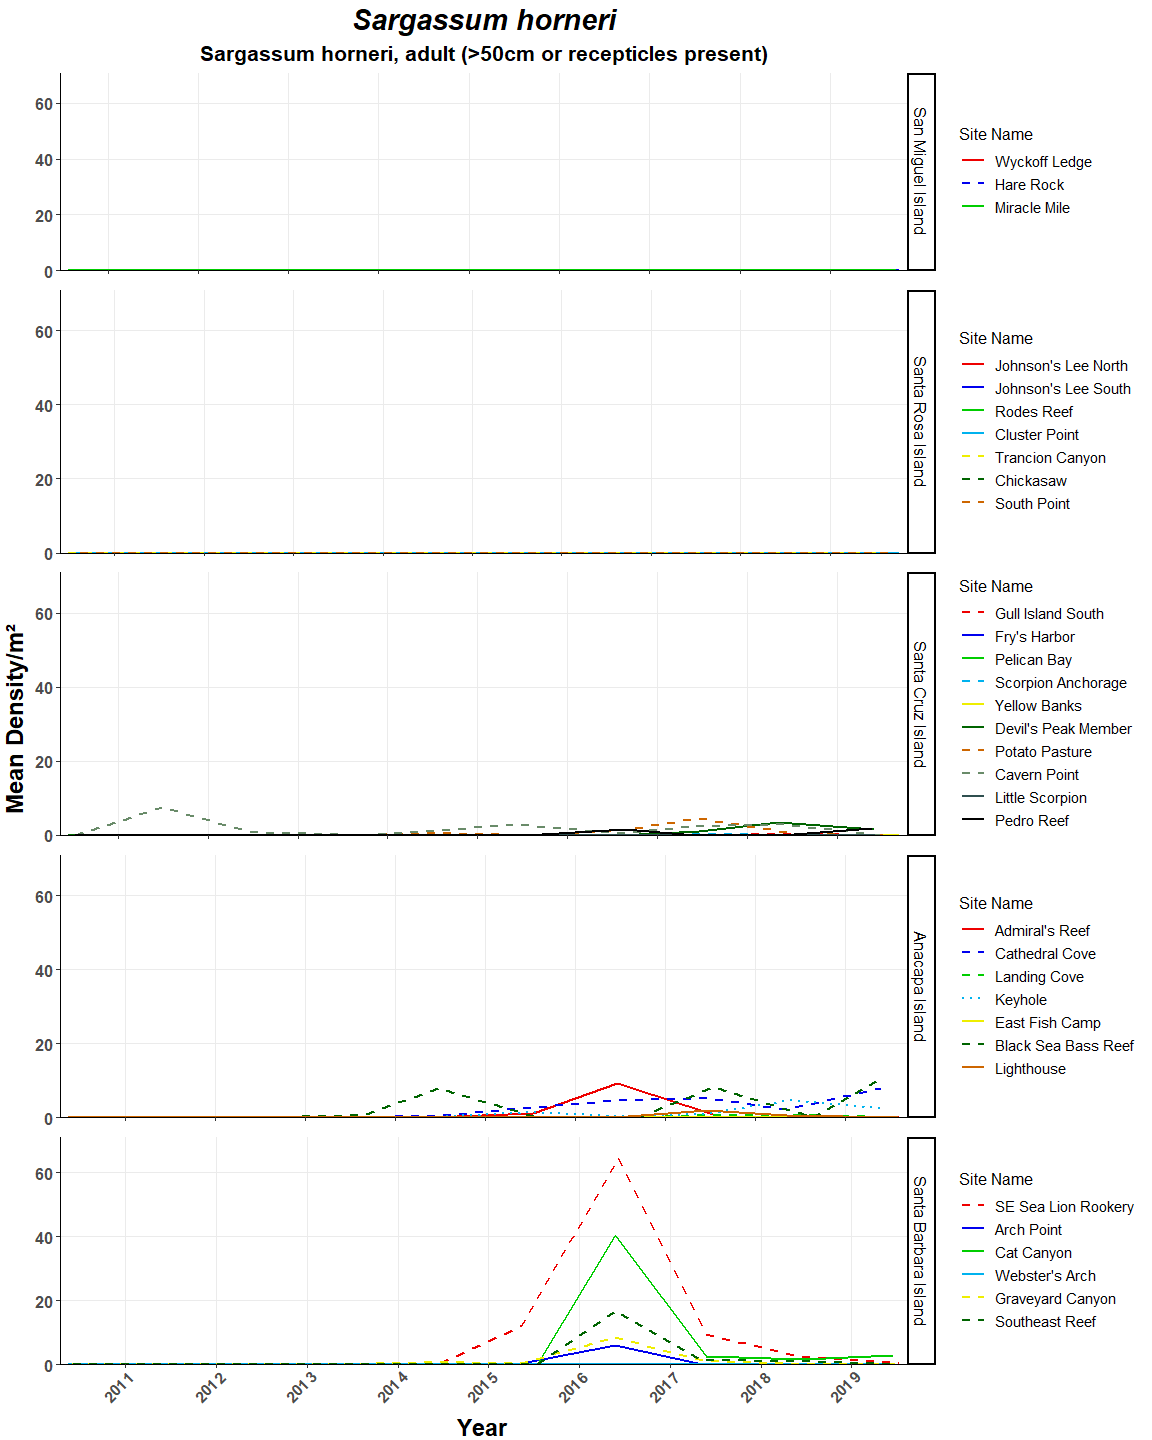 Sargassum horneri
Sargassum horneri, adult (>50cm or recepticles present)
Mean Density/m²
60
40
20
0
San Miguel Island
Site Name
Wyckoff Ledge
Hare Rock
Miracle Mile
60
40
20
0
Santa Rosa Island
Site Name
Johnson's Lee North
Johnson's Lee South
Rodes Reef
Cluster Point
Trancion Canyon
Chickasaw
South Point
60
40
20
0
Santa Cruz Island
Site Name
Gull Island South
Fry's Harbor
Pelican Bay
Scorpion Anchorage
Yellow Banks
Devil's Peak Member
Potato Pasture
Cavern Point
Little Scorpion
Pedro Reef
60
40
20
0
Anacapa Island
Site Name
Admiral's Reef
Cathedral Cove
Landing Cove
Keyhole
East Fish Camp
Black Sea Bass Reef
Lighthouse
60
40
20
0
Santa Barbara Island
Site Name
SE Sea Lion Rookery
Arch Point
Cat Canyon
Webster's Arch
Graveyard Canyon
Southeast Reef
2011 2012 2013 2014 2015 2016 2017 2018 2019
Year